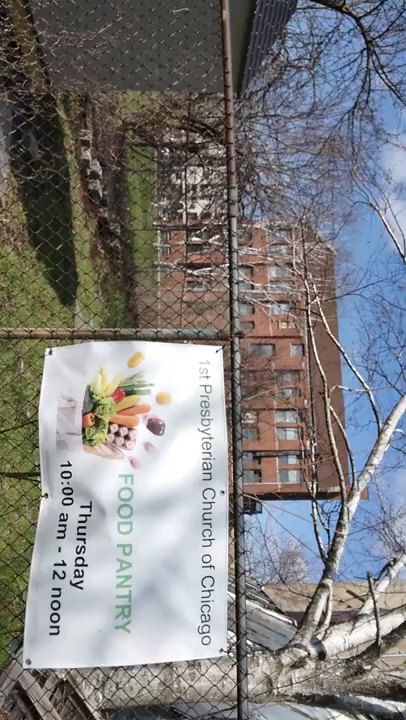 1st Presbyterian Church of Chicago
FOOD PANTRY
Thursday
10:00 am - 12 noon